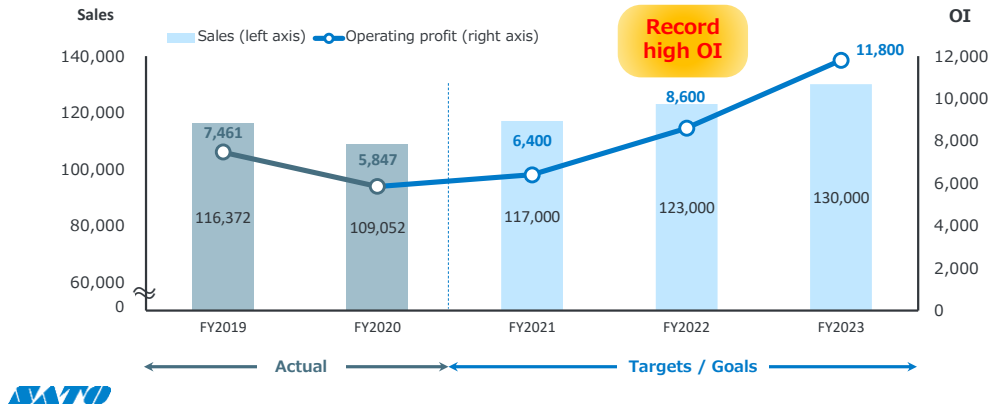 Sales
OI
Sales (left axis)
Operating profit (right axis)
Record
high OI
140,000
120,000
100,000
80,000
60,000
0
12,000
10,000
8,000
6,000
4,000
2,000
0
7,461
5,847
6,400
8,600
11,800
116,372
109,052
117,000
123,000
130,000
FY2019
FY2020
FY2021
FY2022
FY2023
Actual
Targets / Goals
SATO